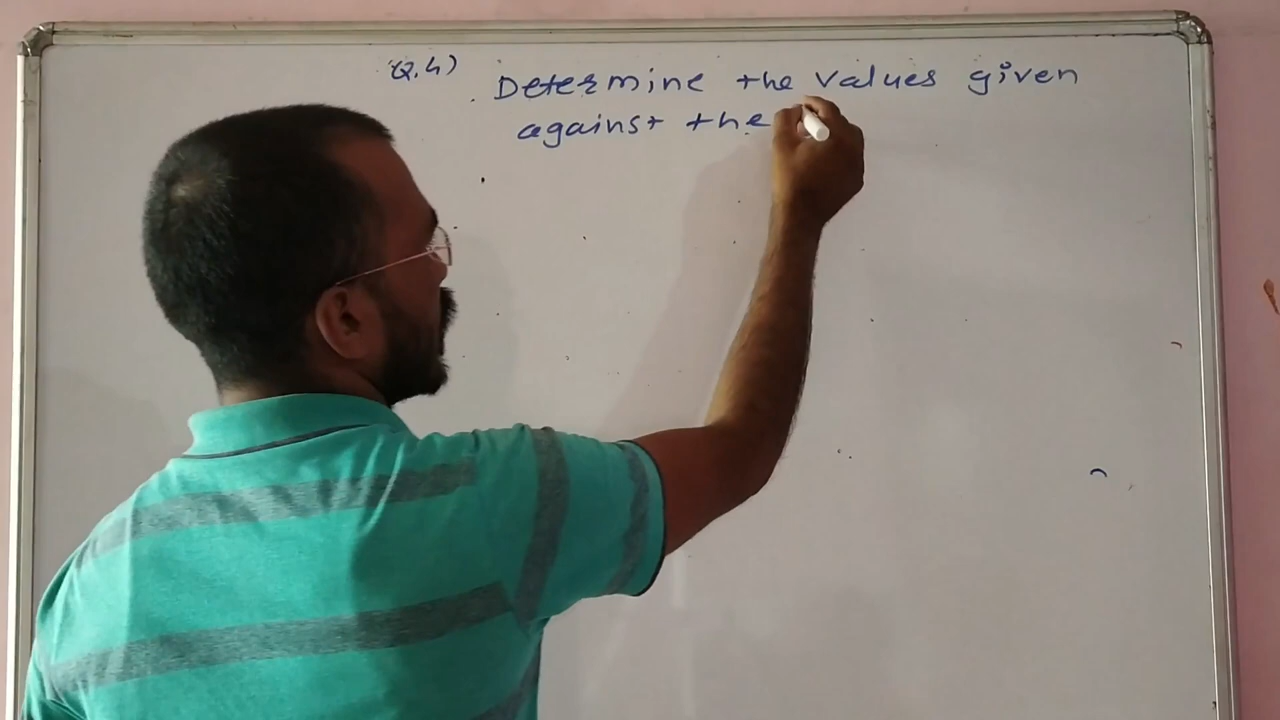 Q.4) Determine the values given
against the